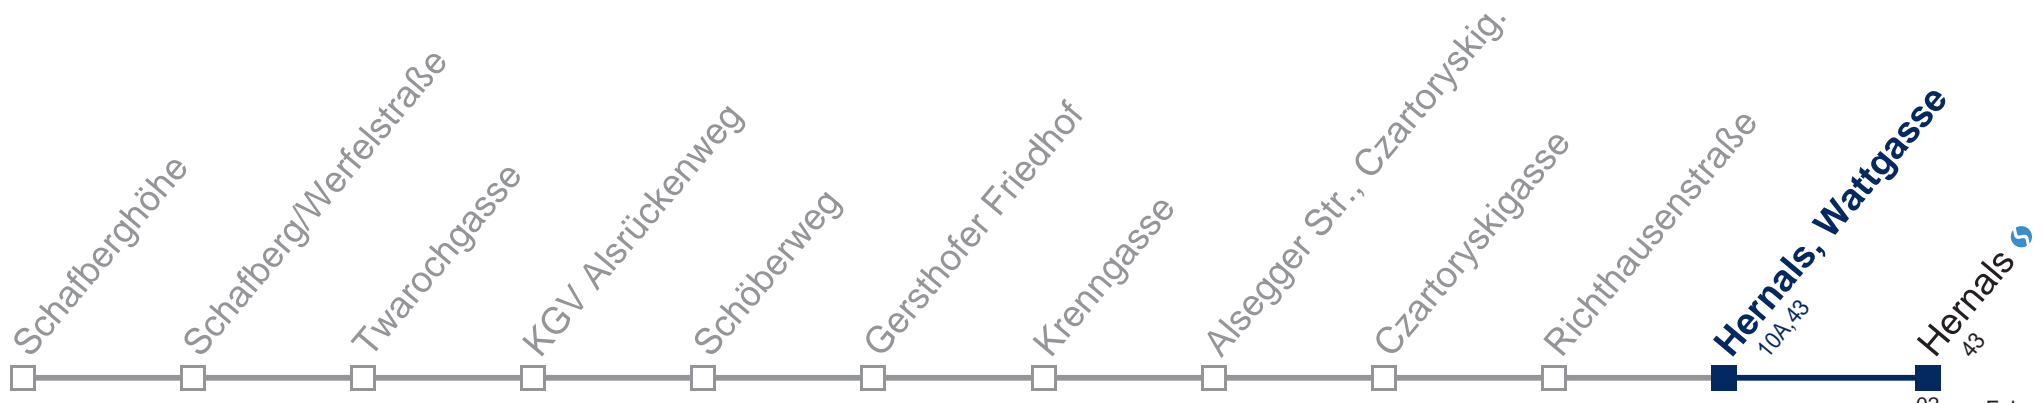 Schafberghöhe
Schafberg/Werfelstraße
Twarochgasse
KGV Alsrückenweg
Schöberweg
Gersthofer Friedhof
Krenngasse
Alsegger Str., Czartoryskig.
Czartoryskigasse
Richthausenstraße
Hernals, Wattgasse
10A,43
Hernals
43